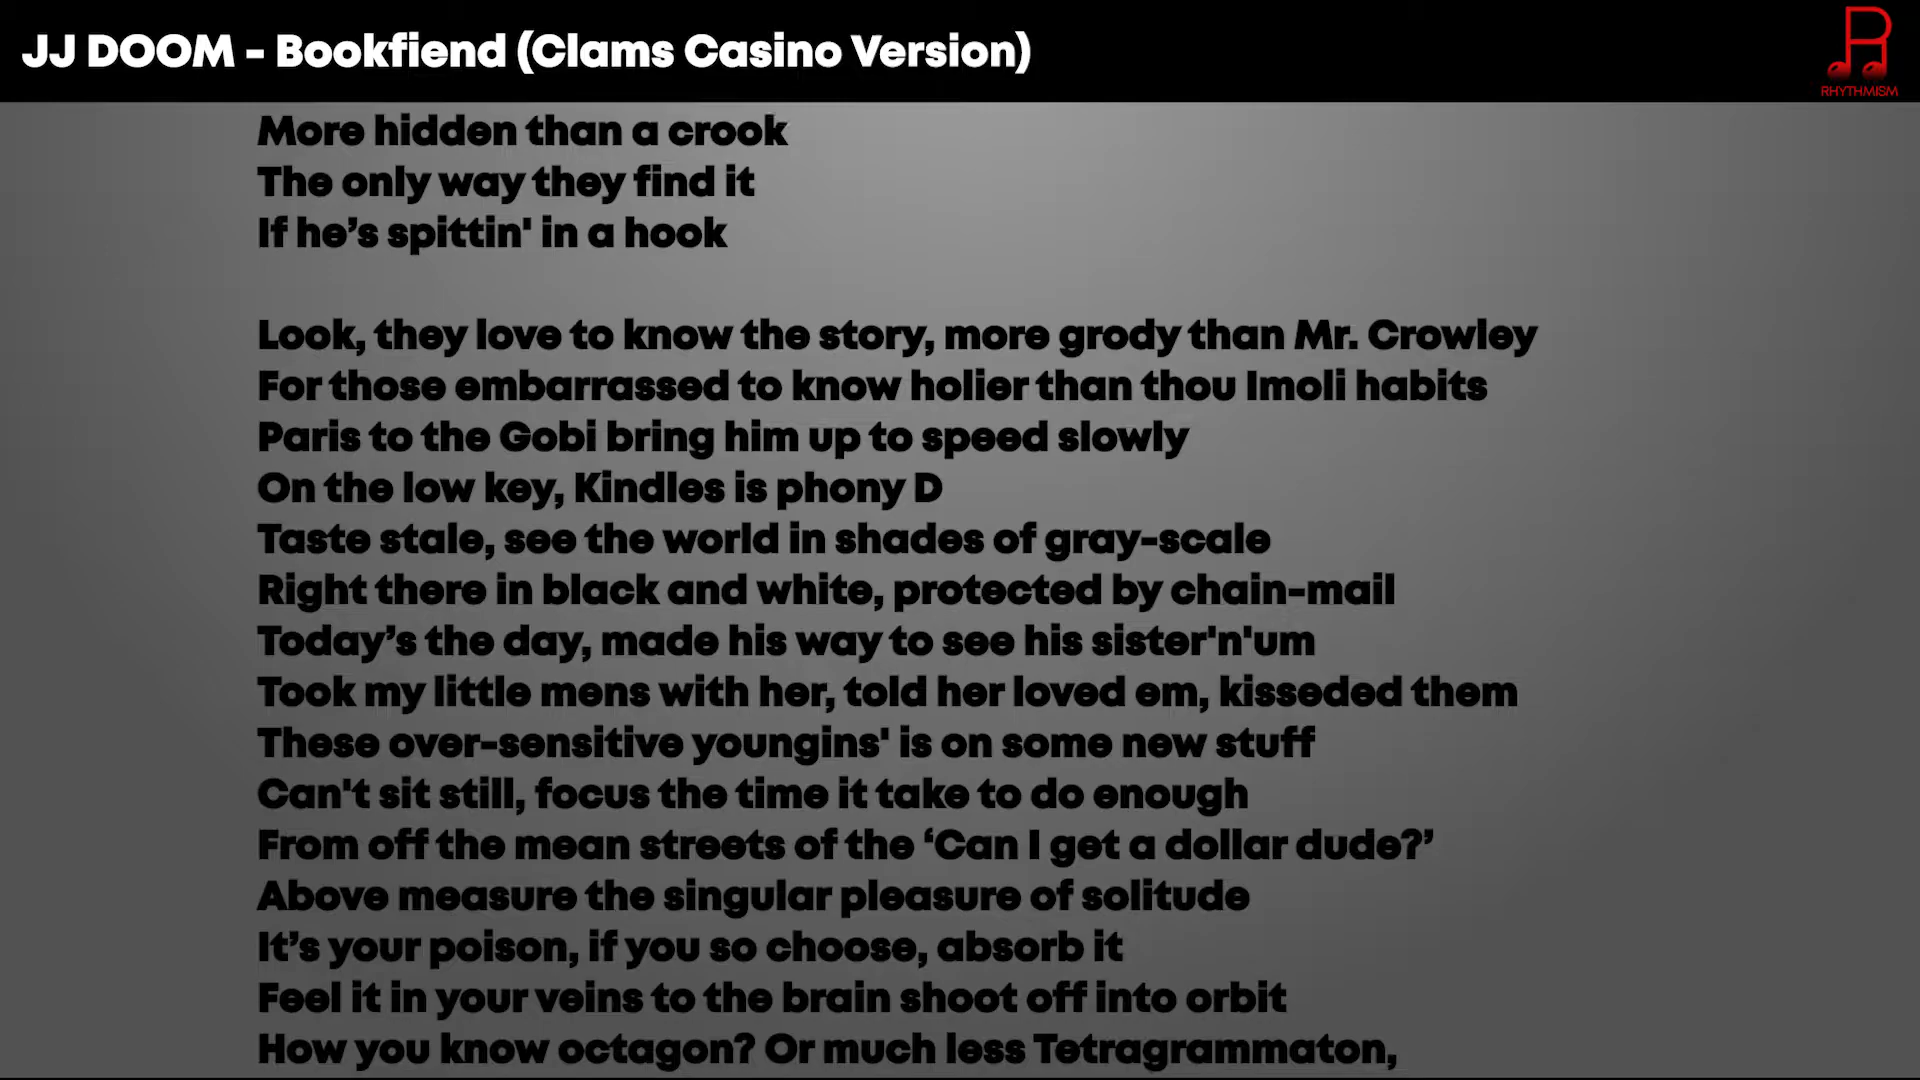 JJ DOOM - Bookfiend (Clams Casino Version)
RHYTHMISM
More hidden than a crook
The only way they find it
If he’s spittin' in a hook
Look, they love to know the story, more grody than Mr. Crowley
For those embarrassed to know holier than thou Imoli habits
Paris to the Gobi bring him up to speed slowly
On the low key, Kindles is phony D
Taste stale, see the world in shades of gray-scale
Right there in black and white, protected by chain-mail
Today’s the day, made his way to see his sister'n'um
Took my little mens with her, told her loved em, kisseded them
These over-sensitive youngins' is on some new stuff
Can't sit still, focus the time it take to do enough
From off the mean streets of the ‘Can I get a dollar dude?’
Above measure the singular pleasure of solitude
It’s your poison, if you so choose, absorb it
Feel it in your veins to the brain shoot off into orbit
How you know octagon? Or much less Tetragrammaton,